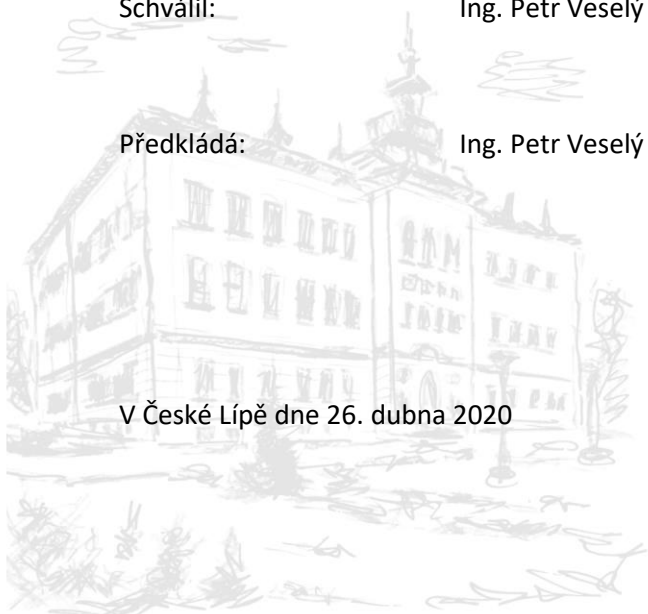 Schválil: Ing. Petr Veselý
Předkládá: Ing. Petr Veselý
V České Lípě dne 26. dubna 2020